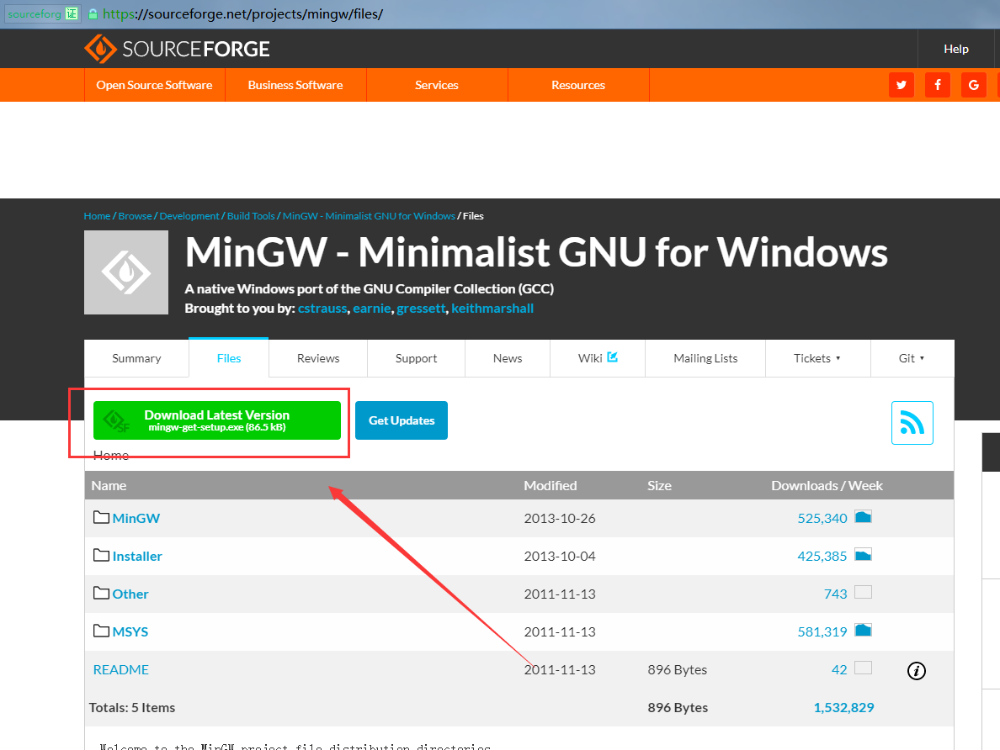 sourceforg 证 https://sourceforge.net/projects/mingw/files/
SOURCEFORGE Help
Open Source Software Business Software Services Resources
Home / Browse / Development / Build Tools / MinGW - Minimalist GNU for Windows / Files
MinGW - Minimalist GNU for Windows
A native Windows port of the GNU Compiler Collection (GCC)
Brought to you by: cstrauss, earnie, gressett, keithmarshall
Summary Files Reviews Support News Wiki Mailing Lists Tickets Git
Download Latest Version
mingw-get-setup.exe (86.5 kB)
Get Updates
Home
Name Modified Size Downloads / Week
MinGW 2013-10-26 525,340
Installer 2013-10-04 425,385
Other 2011-11-13 743
MSYS 2011-11-13 581,319
README 2011-11-13 896 Bytes 42
Totals: 5 Items 896 Bytes 1,532,829
Welcome to the MinGW project file distribution directories.